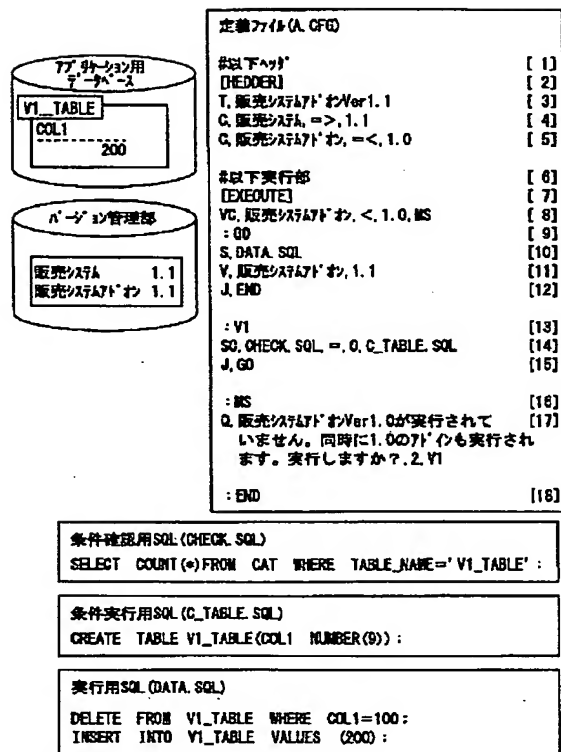 アプリケーション用
データベース
V1_TABLE
COL1
200
バージョン管理部
販売システム 1.1
販売システムアドオン 1.1
定義ファイル(A.CFG)
#以下ヘッダ [ 1]
[HEDDER] [ 2]
T,販売システムアドオンVer1.1 [ 3]
C,販売システム,=>,1.1 [ 4]
C,販売システムアドオン,=<,1.0 [ 5]
#以下実行部 [ 6]
[EXECUTE] [ 7]
VC,販売システムアドオン,<,1.0,MS [ 8]
:GO [ 9]
S,DATA.SQL [10]
V,販売システムアドオン,1.1 [11]
J,END [12]
:V1 [13]
SC,CHECK.SQL,=,0,C_TABLE.SQL [14]
J,GO [15]
:MS [16]
Q,販売システムアドオンVer1.0が実行されて [17]
いません。同時に1.0のアドインも実行され
ます。実行しますか?,2,V1
:END [18]
条件確認用SQL(CHECK.SQL)
SELECT COUNT(*)FROM CAT WHERE TABLE_NAME='V1_TABLE';
条件実行用SQL(C_TABLE.SQL)
CREATE TABLE V1_TABLE(COL1 NUMBER(9));
実行用SQL(DATA.SQL)
DELETE FROM V1_TABLE WHERE COL1=100;
INSERT INTO V1_TABLE VALUES (200);